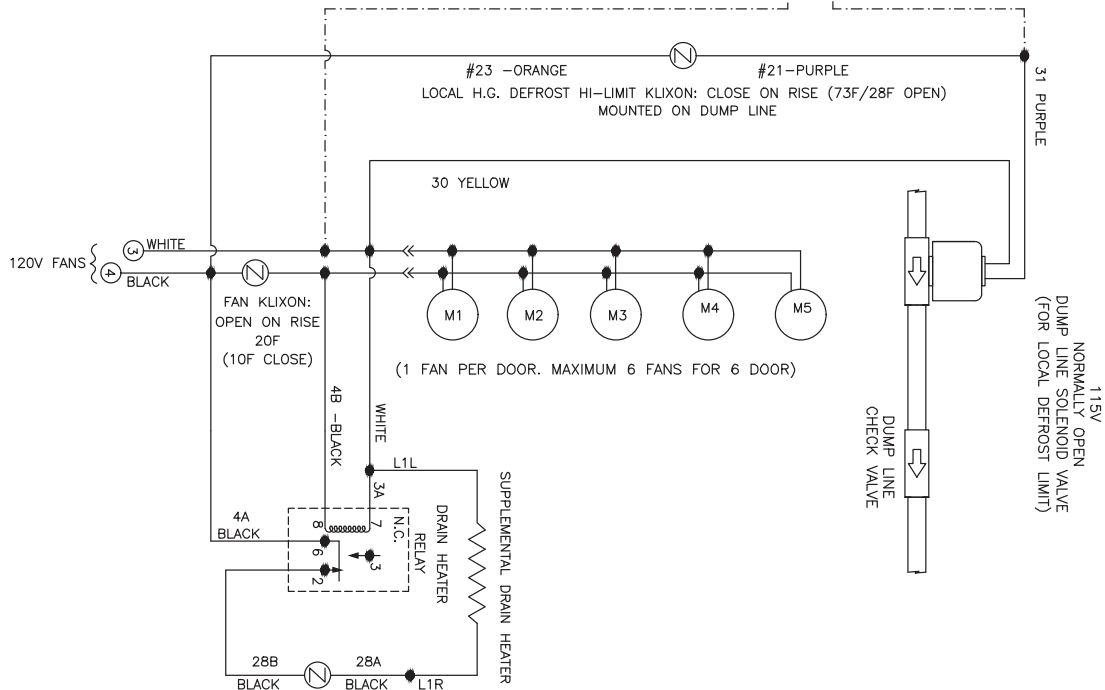 #23 -ORANGE
#21-PURPLE
LOCAL H.G. DEFROST HI-LIMIT KLIXON: CLOSE ON RISE (73F/28F OPEN)
MOUNTED ON DUMP LINE
31 PURPLE
30 YELLOW
120V FANS
3
WHITE
4
BLACK
FAN KLIXON:
OPEN ON RISE
20F
(10F CLOSE)
M1
M2
M3
M4
M5
(1 FAN PER DOOR. MAXIMUM 6 FANS FOR 6 DOOR)
115V
NORMALLY OPEN
DUMP LINE SOLENOID VALVE
(FOR LOCAL DEFROST LIMIT)
DUMP LINE
CHECK VALVE
4B -BLACK
WHITE
L1L
3A
SUPPLEMENTAL DRAIN HEATER
4A
BLACK
8
7
N.C.
6
3
2
RELAY
DRAIN HEATER
28B
BLACK
28A
BLACK
L1R